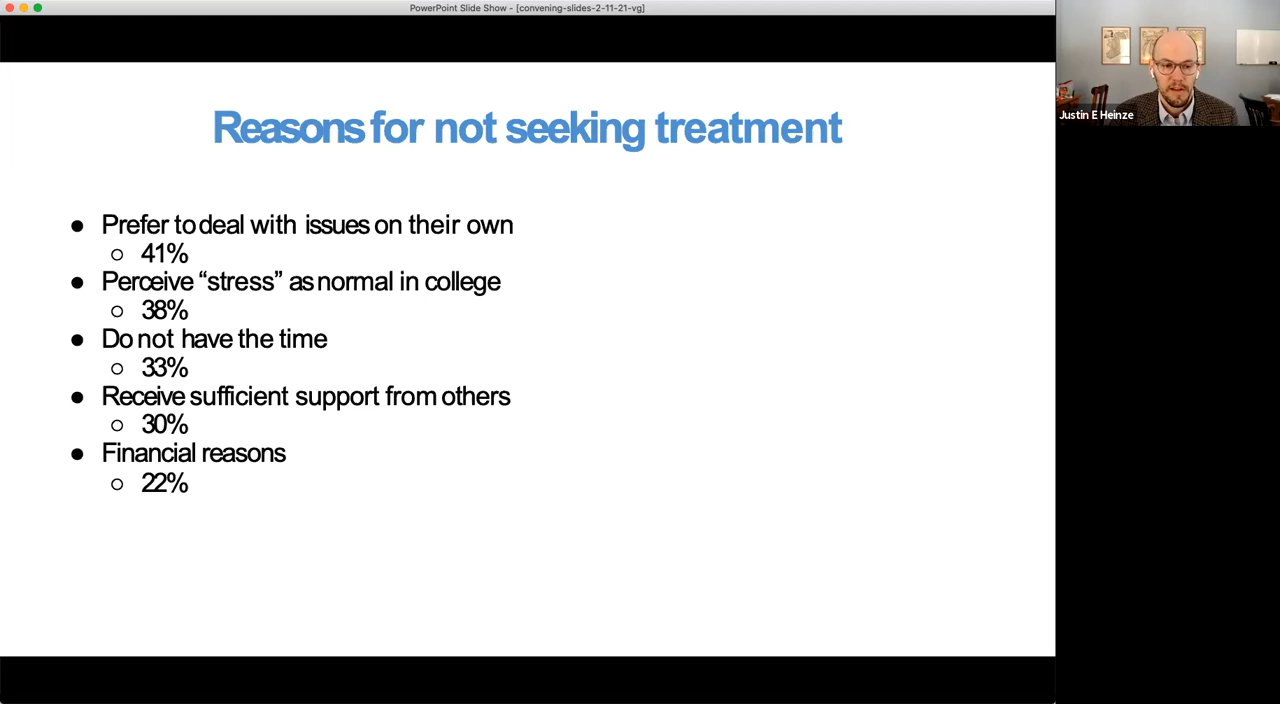 PowerPoint Slide Show - [convening-slides-2-11-21-vg]
Reasons for not seeking treatment
● Prefer to deal with issues on their own
○ 41%
● Perceive “stress” as normal in college
○ 38%
● Do not have the time
○ 33%
● Receive sufficient support from others
○ 30%
● Financial reasons
○ 22%
Justin E Heinze